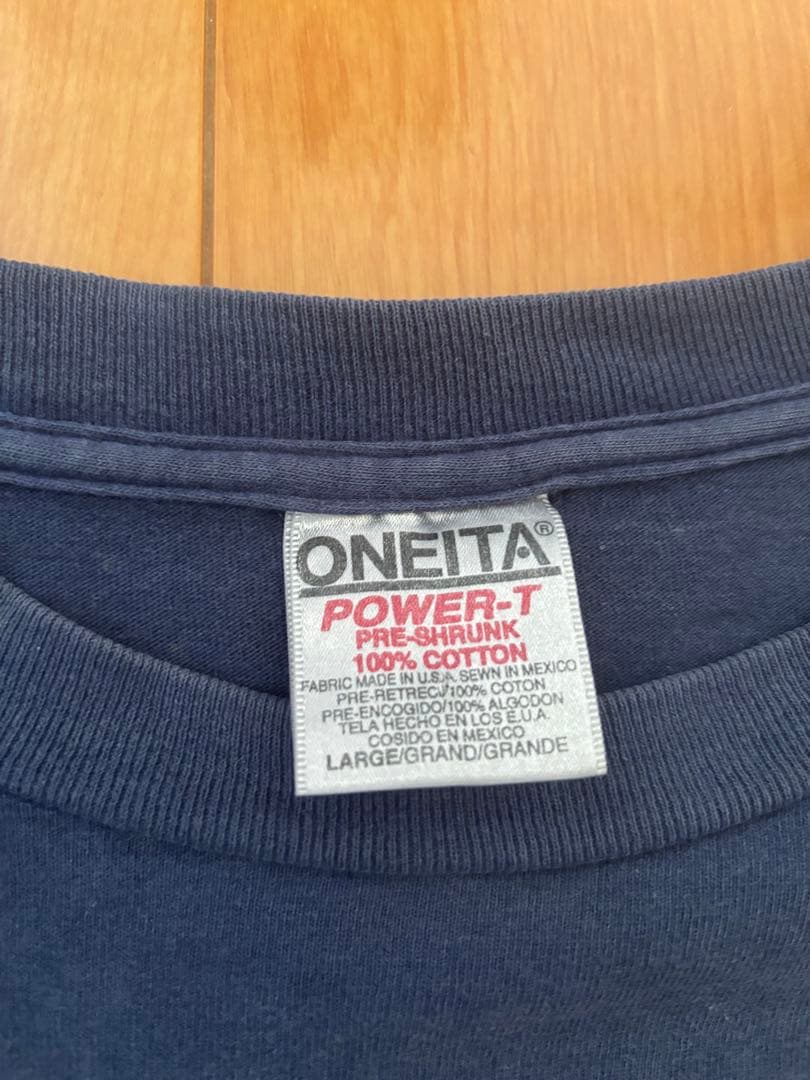 ONEITA®
POWER-T
PRE-SHRUNK
100% COTTON
FABRIC MADE IN U.S.A. SEWN IN MEXICO
PRE-RETRECI/100% COTON
PRE-ENCOGIDO/100% ALGODON
TELA HECHO EN LOS E.U.A.
COSIDO EN MEXICO
LARGE/GRAND/GRANDE